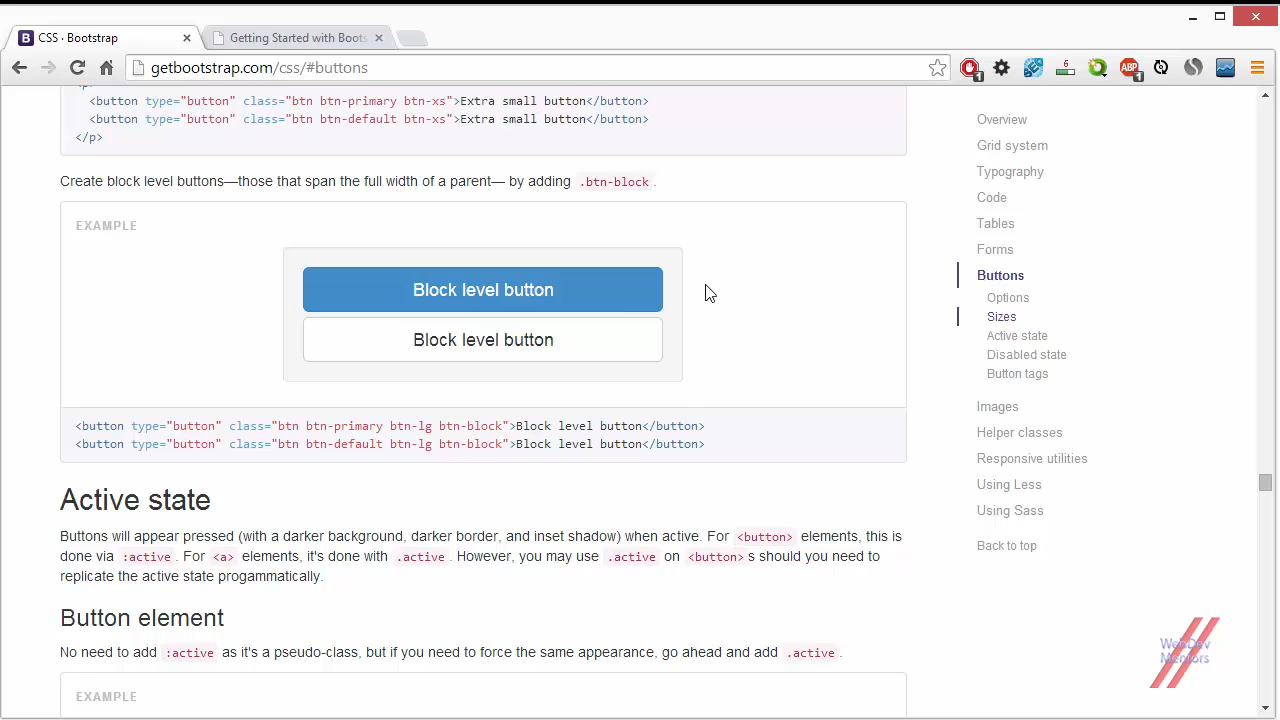 CSS · Bootstrap
Getting Started with Boots
getbootstrap.com/css/#buttons
1
6
ABP
1
<p>
<button type="button" class="btn btn-primary btn-xs">Extra small button</button>
<button type="button" class="btn btn-default btn-xs">Extra small button</button>
</p>
Create block level buttons—those that span the full width of a parent— by adding .btn-block.
EXAMPLE
Block level button
Block level button
<button type="button" class="btn btn-primary btn-lg btn-block">Block level button</button>
<button type="button" class="btn btn-default btn-lg btn-block">Block level button</button>
Active state
Buttons will appear pressed (with a darker background, darker border, and inset shadow) when active. For <button> elements, this is
done via :active. For <a> elements, it's done with .active. However, you may use .active on <button>s should you need to
replicate the active state progammatically.
Button element
No need to add :active as it's a pseudo-class, but if you need to force the same appearance, go ahead and add .active.
EXAMPLE
Overview
Grid system
Typography
Code
Tables
Forms
Buttons
Options
Sizes
Active state
Disabled state
Button tags
Images
Helper classes
Responsive utilities
Using Less
Using Sass
Back to top
WebDev
Mentors